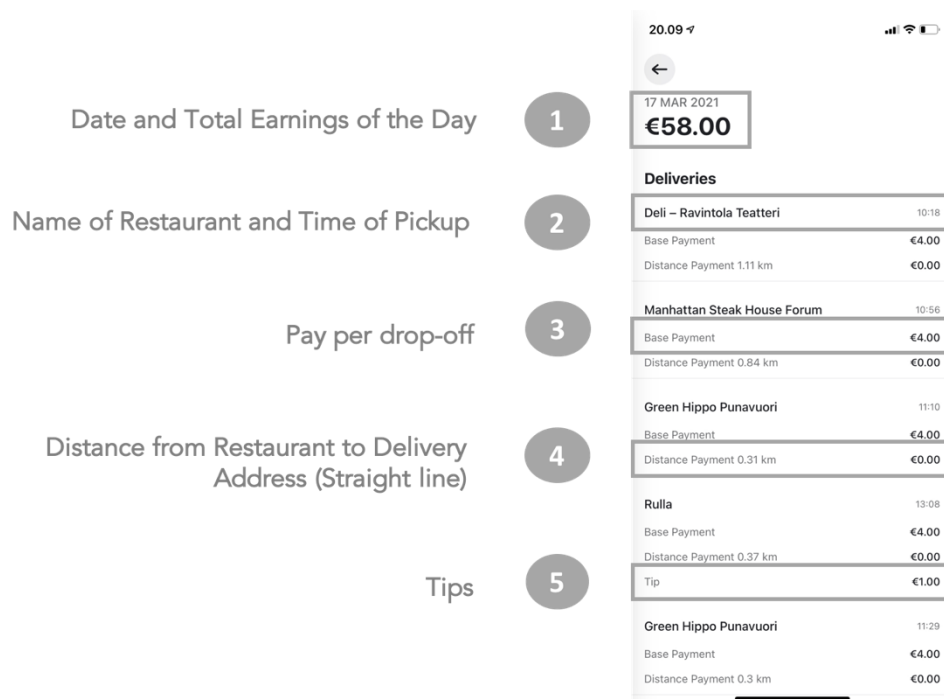 20.09
17 MAR 2021
Date and Total Earnings of the Day
1
€58.00
Deliveries
Name of Restaurant and Time of Pickup
2
Deli – Ravintola Teatteri 10:18
Base Payment €4.00
Distance Payment 1.11 km €0.00
Manhattan Steak House Forum 10:56
Pay per drop-off
3
Base Payment €4.00
Distance Payment 0.84 km €0.00
Green Hippo Punavuori 11:10
Base Payment €4.00
Distance from Restaurant to Delivery
Address (Straight line)
4
Distance Payment 0.31 km €0.00
Rulla 13:08
Base Payment €4.00
Distance Payment 0.37 km €0.00
Tips
5
Tip €1.00
Green Hippo Punavuori 11:29
Base Payment €4.00
Distance Payment 0.3 km €0.00